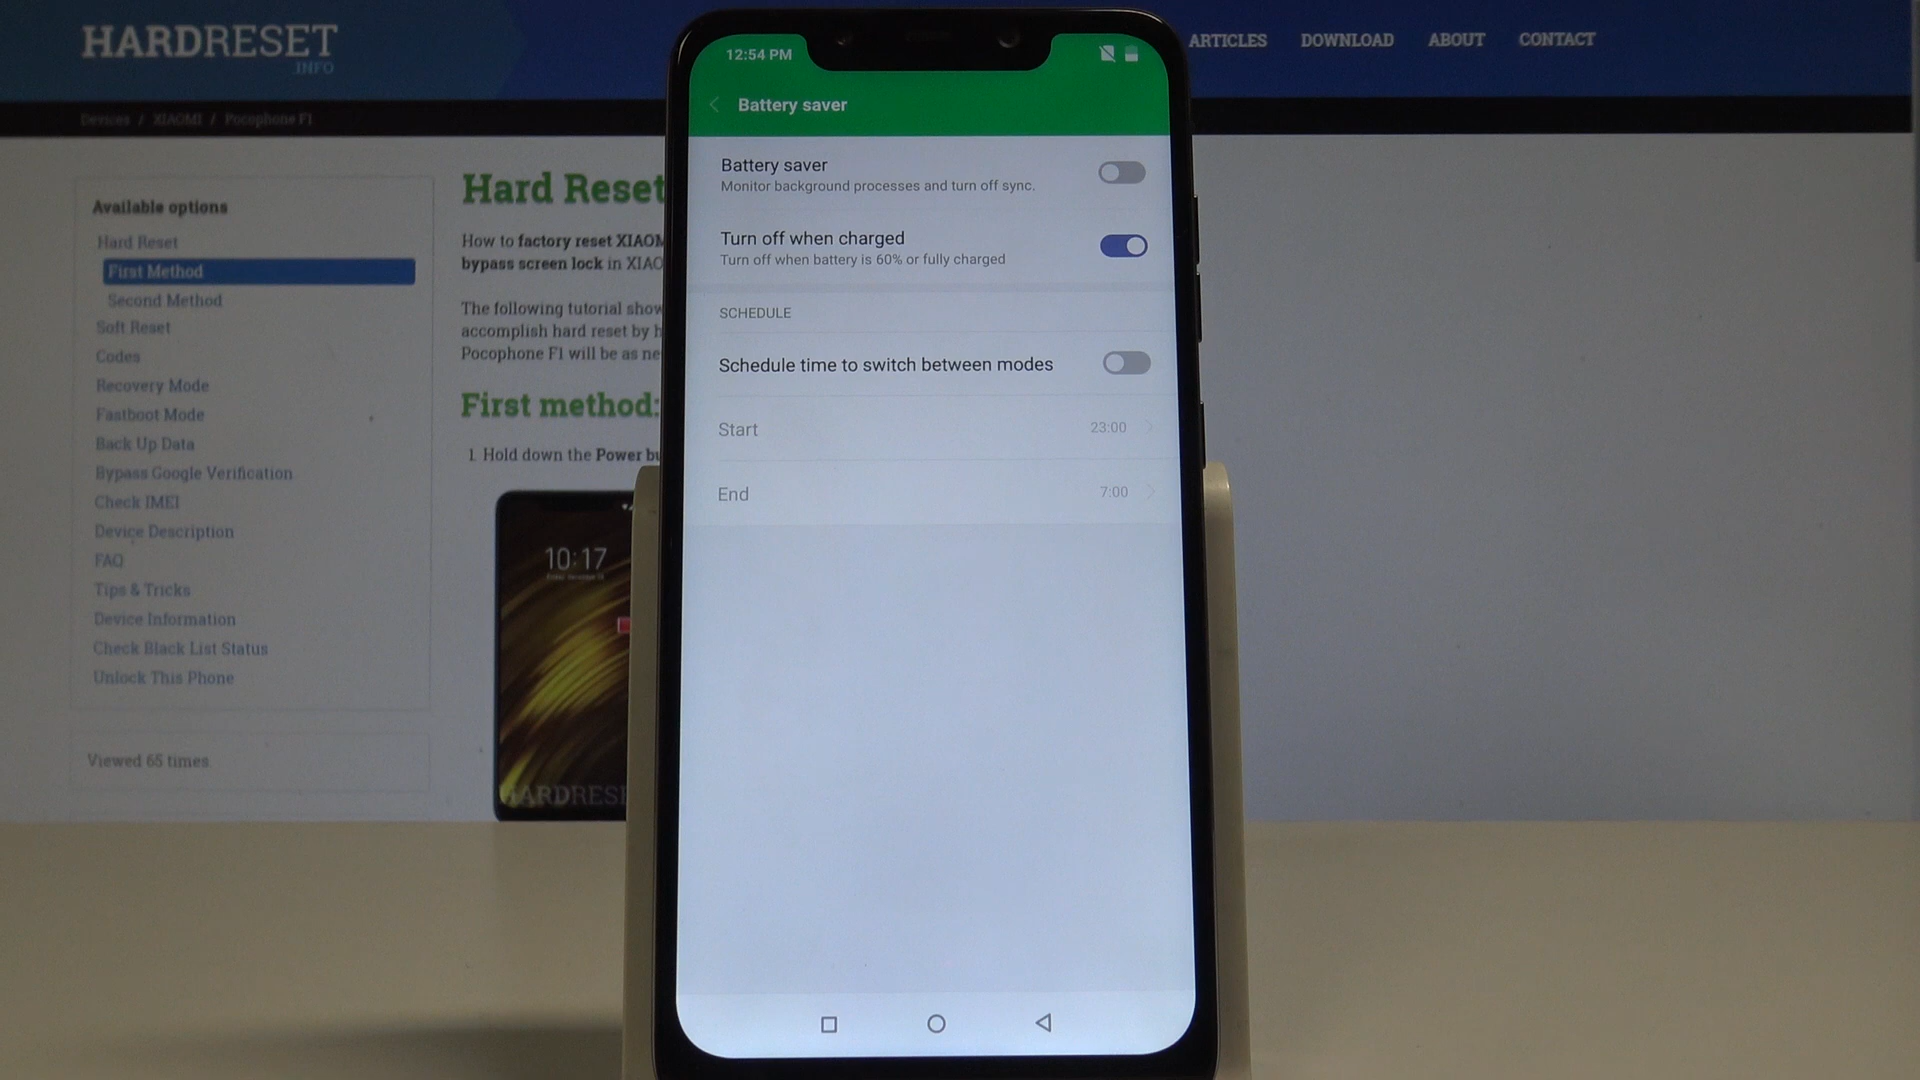 HARDRESET
.INFO
ARTICLES DOWNLOAD ABOUT CONTACT
Devices / XIAOMI / Pocophone F1
Available options
Hard Reset
First Method
Second Method
Soft Reset
Codes
Recovery Mode
Fastboot Mode
Back Up Data
Bypass Google Verification
Check IMEI
Device Description
FAQ
Tips & Tricks
Device Information
Check Black List Status
Unlock This Phone
Viewed 65 times.
Hard Reset
How to factory reset
bypass screen lock in
The following tutorial
accomplish hard reset by
Pocophone F1 will be as
First method:
1. Hold down the Power
10:17
12:54 PM
Battery saver
Battery saver
Monitor background processes and turn off sync.
Turn off when charged
Turn off when battery is 60% or fully charged
SCHEDULE
Schedule time to switch between modes
Start 23:00
End 7:00